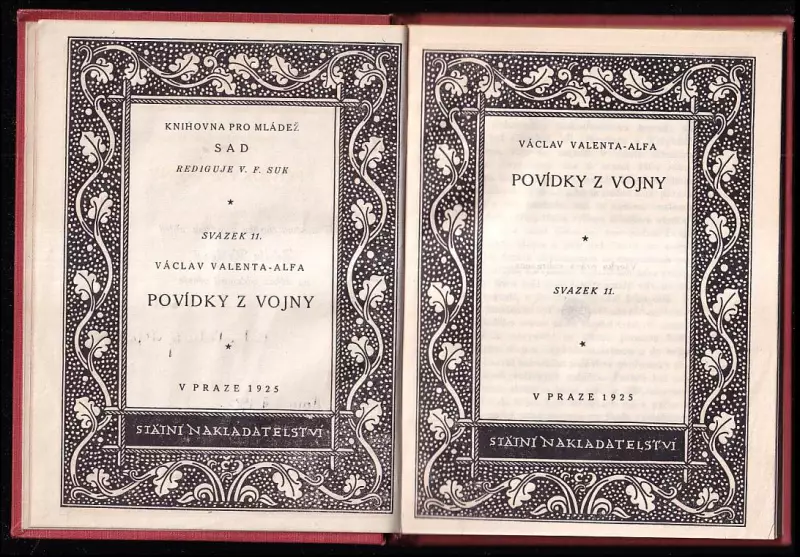 KNIHOVNA PRO MLÁDEŽ
SAD
REDIGUJE V. F. SUK
★
SVAZEK 11.
VÁCLAV VALENTA-ALFA
POVÍDKY Z VOJNY
★
V PRAZE 1925
STÁTNÍ NAKLADATELSTVÍ
VÁCLAV VALENTA-ALFA
POVÍDKY Z VOJNY
★
SVAZEK 11.
★
V PRAZE 1925
STÁTNÍ NAKLADATELSTVÍ